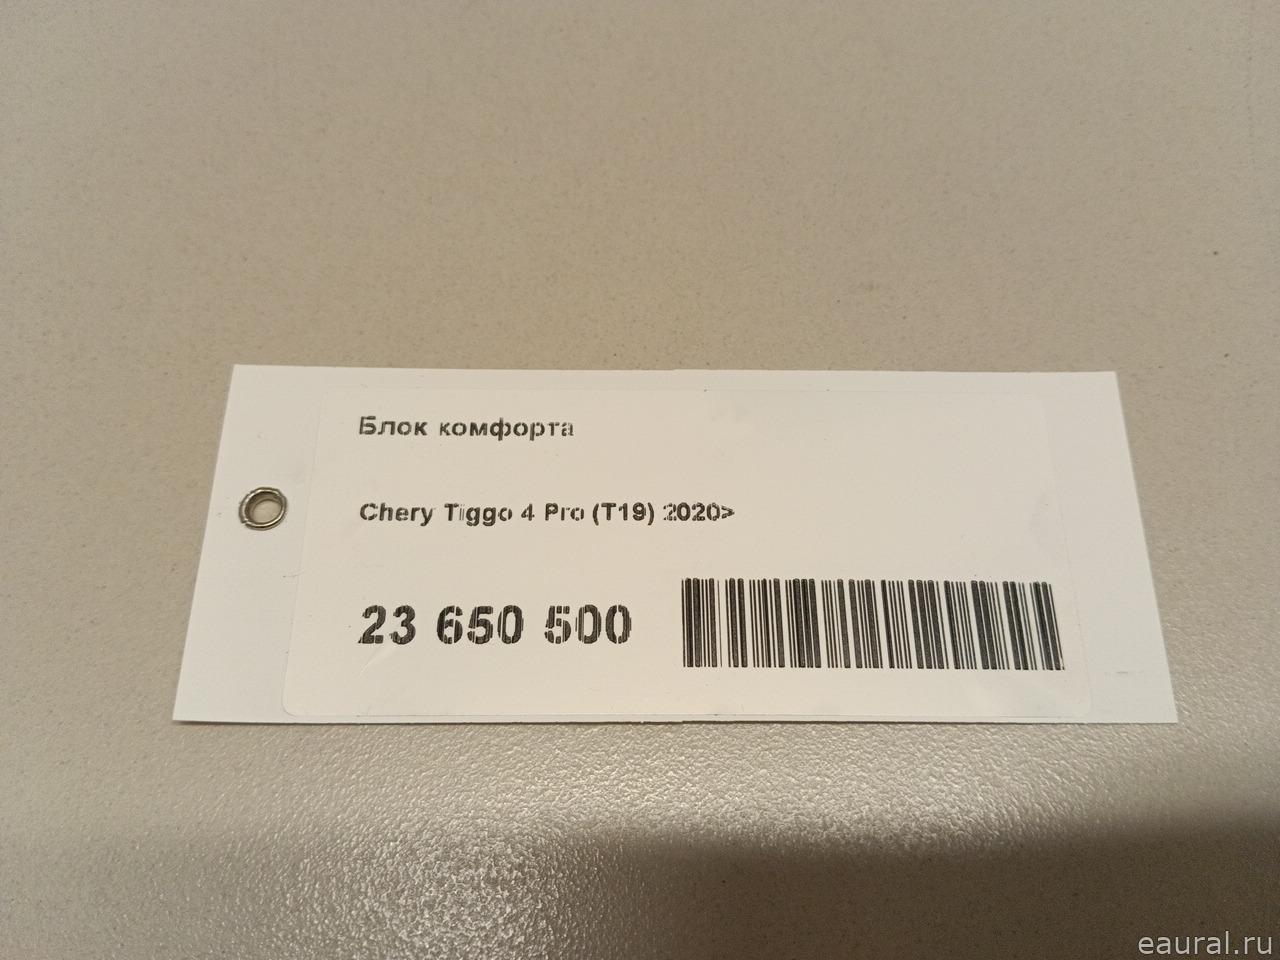 Блок комфорта
Chery Tiggo 4 Pro (T19) 2020>
23 650 500
eaural.ru